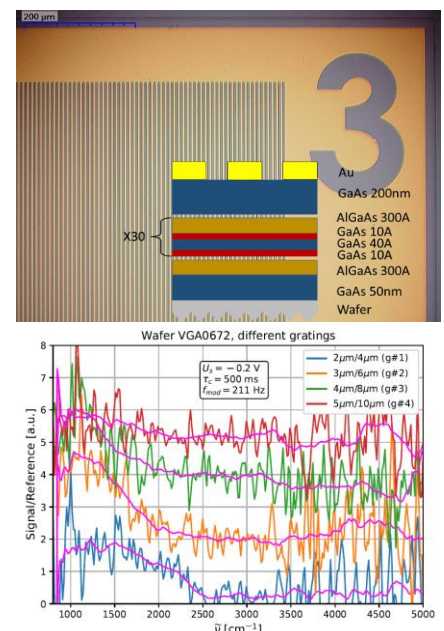 200 µm
3
Au
GaAs 200nm
AlGaAs 300A
X30
GaAs 10A
GaAs 40A
GaAs 10A
AlGaAs 300A
GaAs 50nm
Wafer
Wafer VGA0672, different gratings
8
7
6
5
4
3
2
1
0
Signal/Reference [a.u.]
U_s = −0.2 V
τ_c = 500 ms
f_mod = 211 Hz
2µm/4µm (g#1)
3µm/6µm (g#2)
4µm/8µm (g#3)
5µm/10µm (g#4)
1000 1500 2000 2500 3000 3500 4000 4500 5000
ν̃ [cm⁻¹]